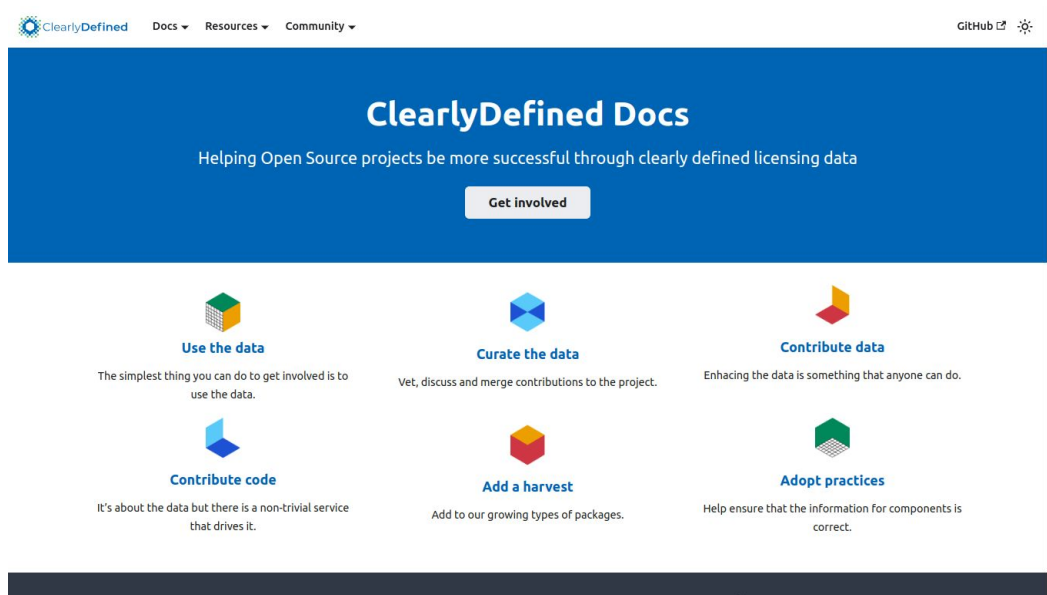 ClearlyDefined Docs Resources Community GitHub
ClearlyDefined Docs
Helping Open Source projects be more successful through clearly defined licensing data
Get involved
Use the data
The simplest thing you can do to get involved is to
use the data.
Curate the data
Vet, discuss and merge contributions to the project.
Contribute data
Enhacing the data is something that anyone can do.
Contribute code
It's about the data but there is a non-trivial service
that drives it.
Add a harvest
Add to our growing types of packages.
Adopt practices
Help ensure that the information for components is
correct.